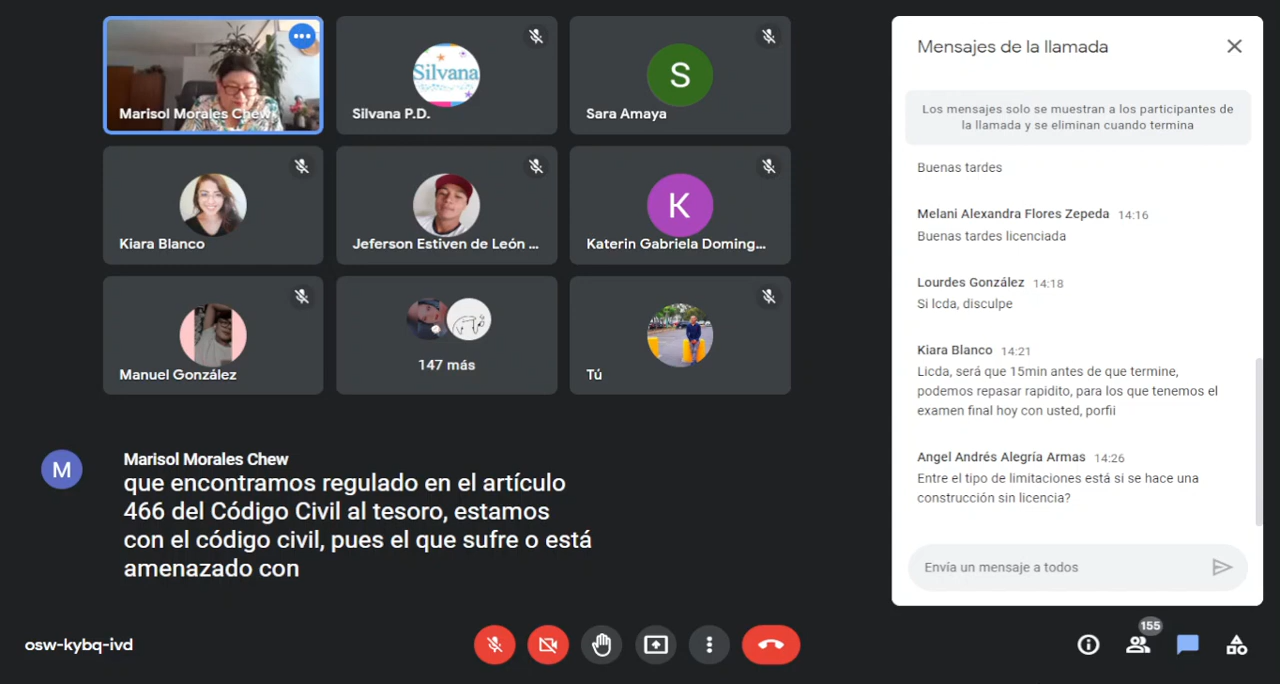 Marisol Morales Chew
Silvana
Silvana P.D.
S
Sara Amaya
Kiara Blanco
Jeferson Estiven de León ...
K
Katerin Gabriela Doming...
Manuel González
147 más
Tú
M
Marisol Morales Chew
que encontramos regulado en el artículo
466 del Código Civil al tesoro, estamos
con el código civil, pues el que sufre o está
amenazado con
osw-kybq-ivd
Mensajes de la llamada
Los mensajes solo se muestran a los participantes de
la llamada y se eliminan cuando termina
Buenas tardes
Melani Alexandra Flores Zepeda 14:16
Buenas tardes licenciada
Lourdes González 14:18
Si lcda, disculpe
Kiara Blanco 14:21
Licda, será que 15min antes de que termine,
podemos repasar rapidito, para los que tenemos el
examen final hoy con usted, porfii
Angel Andrés Alegría Armas 14:26
Entre el tipo de limitaciones está si se hace una
construcción sin licencia?
Envía un mensaje a todos
155